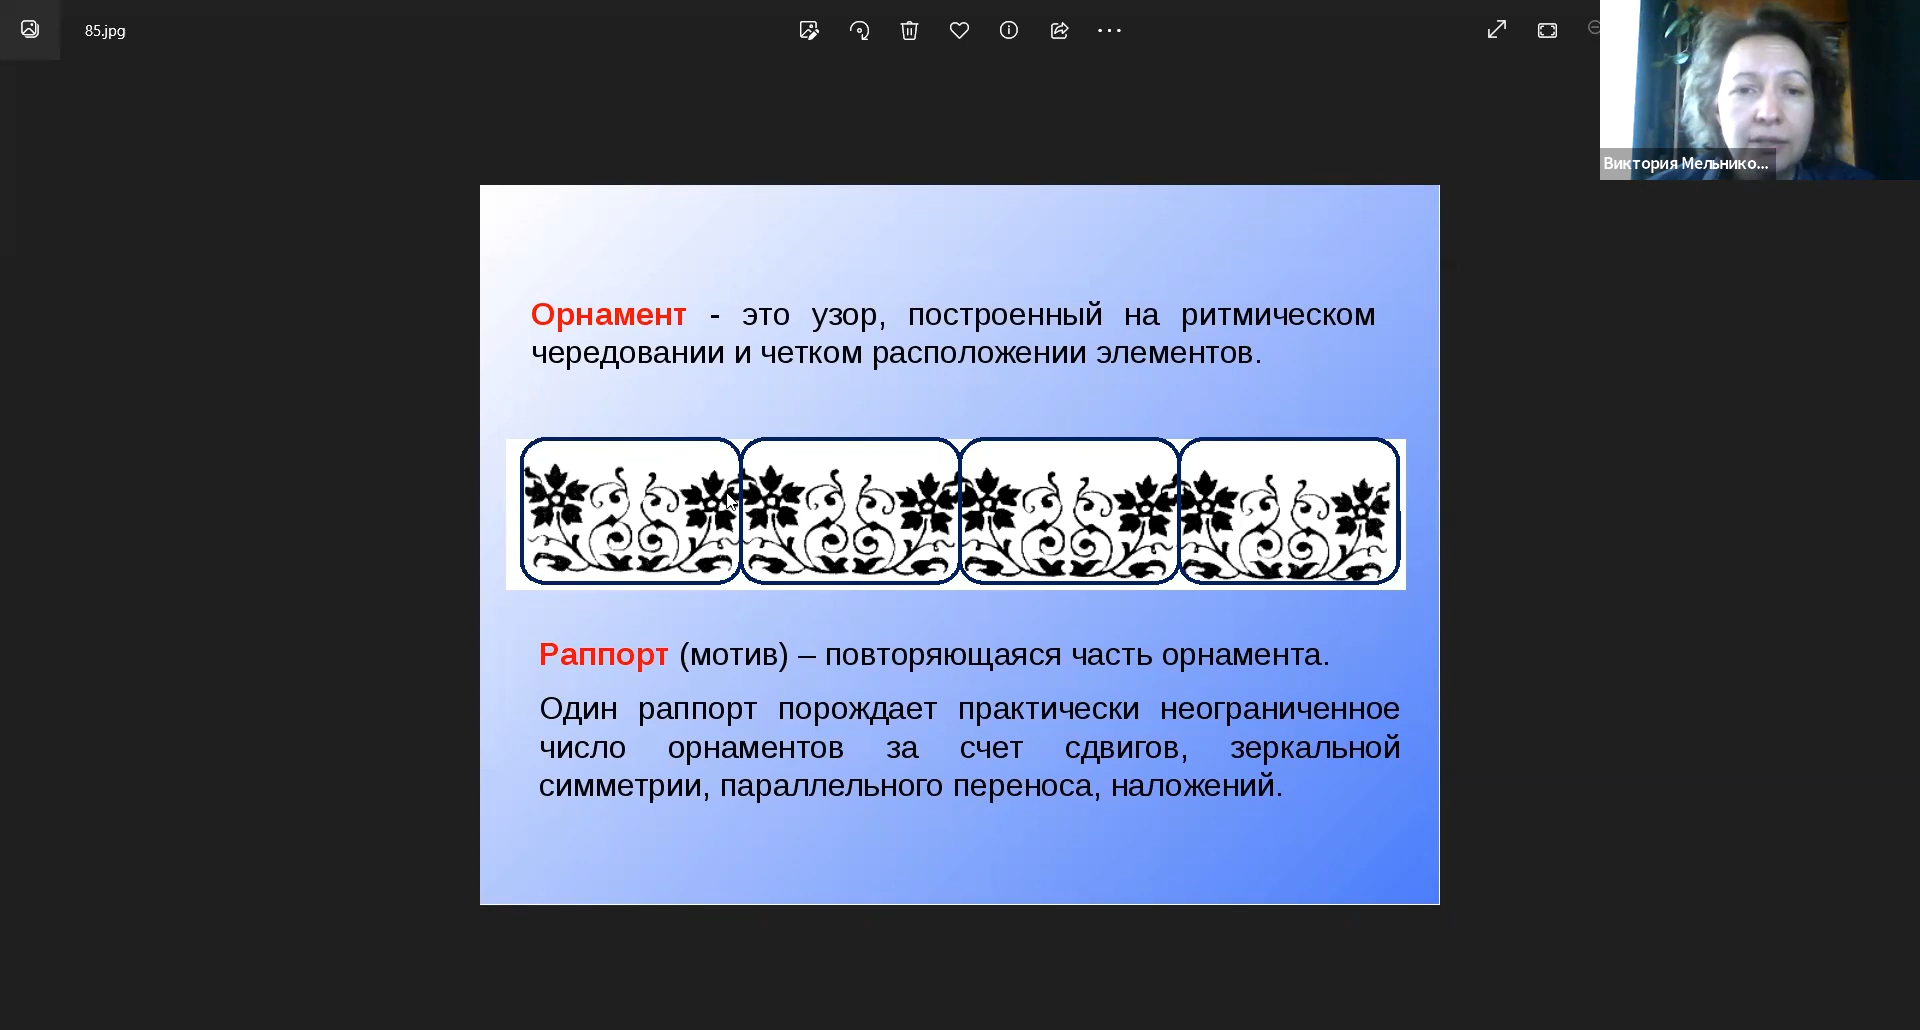 85.jpg
Виктория Мельнико...
Орнамент - это узор, построенный на ритмическом
чередовании и четком расположении элементов.
Раппорт (мотив) – повторяющаяся часть орнамента.
Один раппорт порождает практически неограниченное
число орнаментов за счет сдвигов, зеркальной
симметрии, параллельного переноса, наложений.